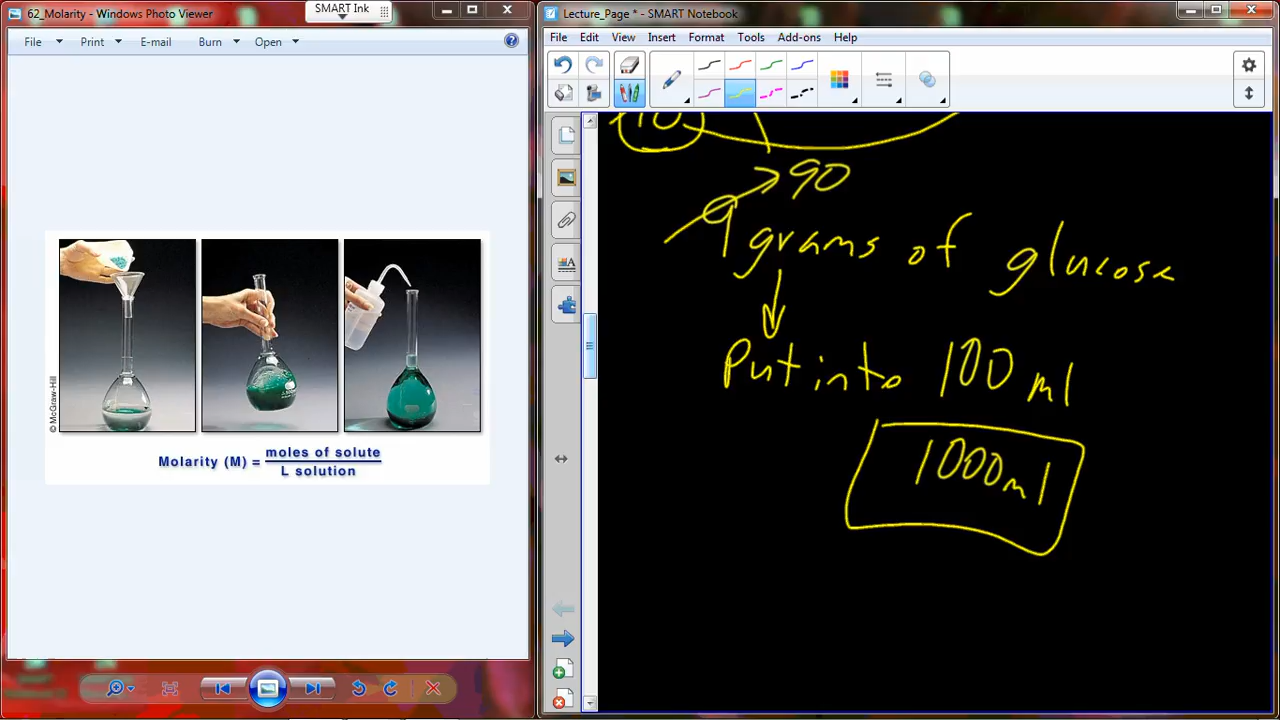 62_Molarity - Windows Photo Viewer
SMART Ink
File Print E-mail Burn Open
© McGraw-Hill
Molarity (M) = moles of solute
L solution
Lecture_Page * - SMART Notebook
File Edit View Insert Format Tools Add-ons Help
10
90
9 grams of glucose
Put into 100 ml
1000ml